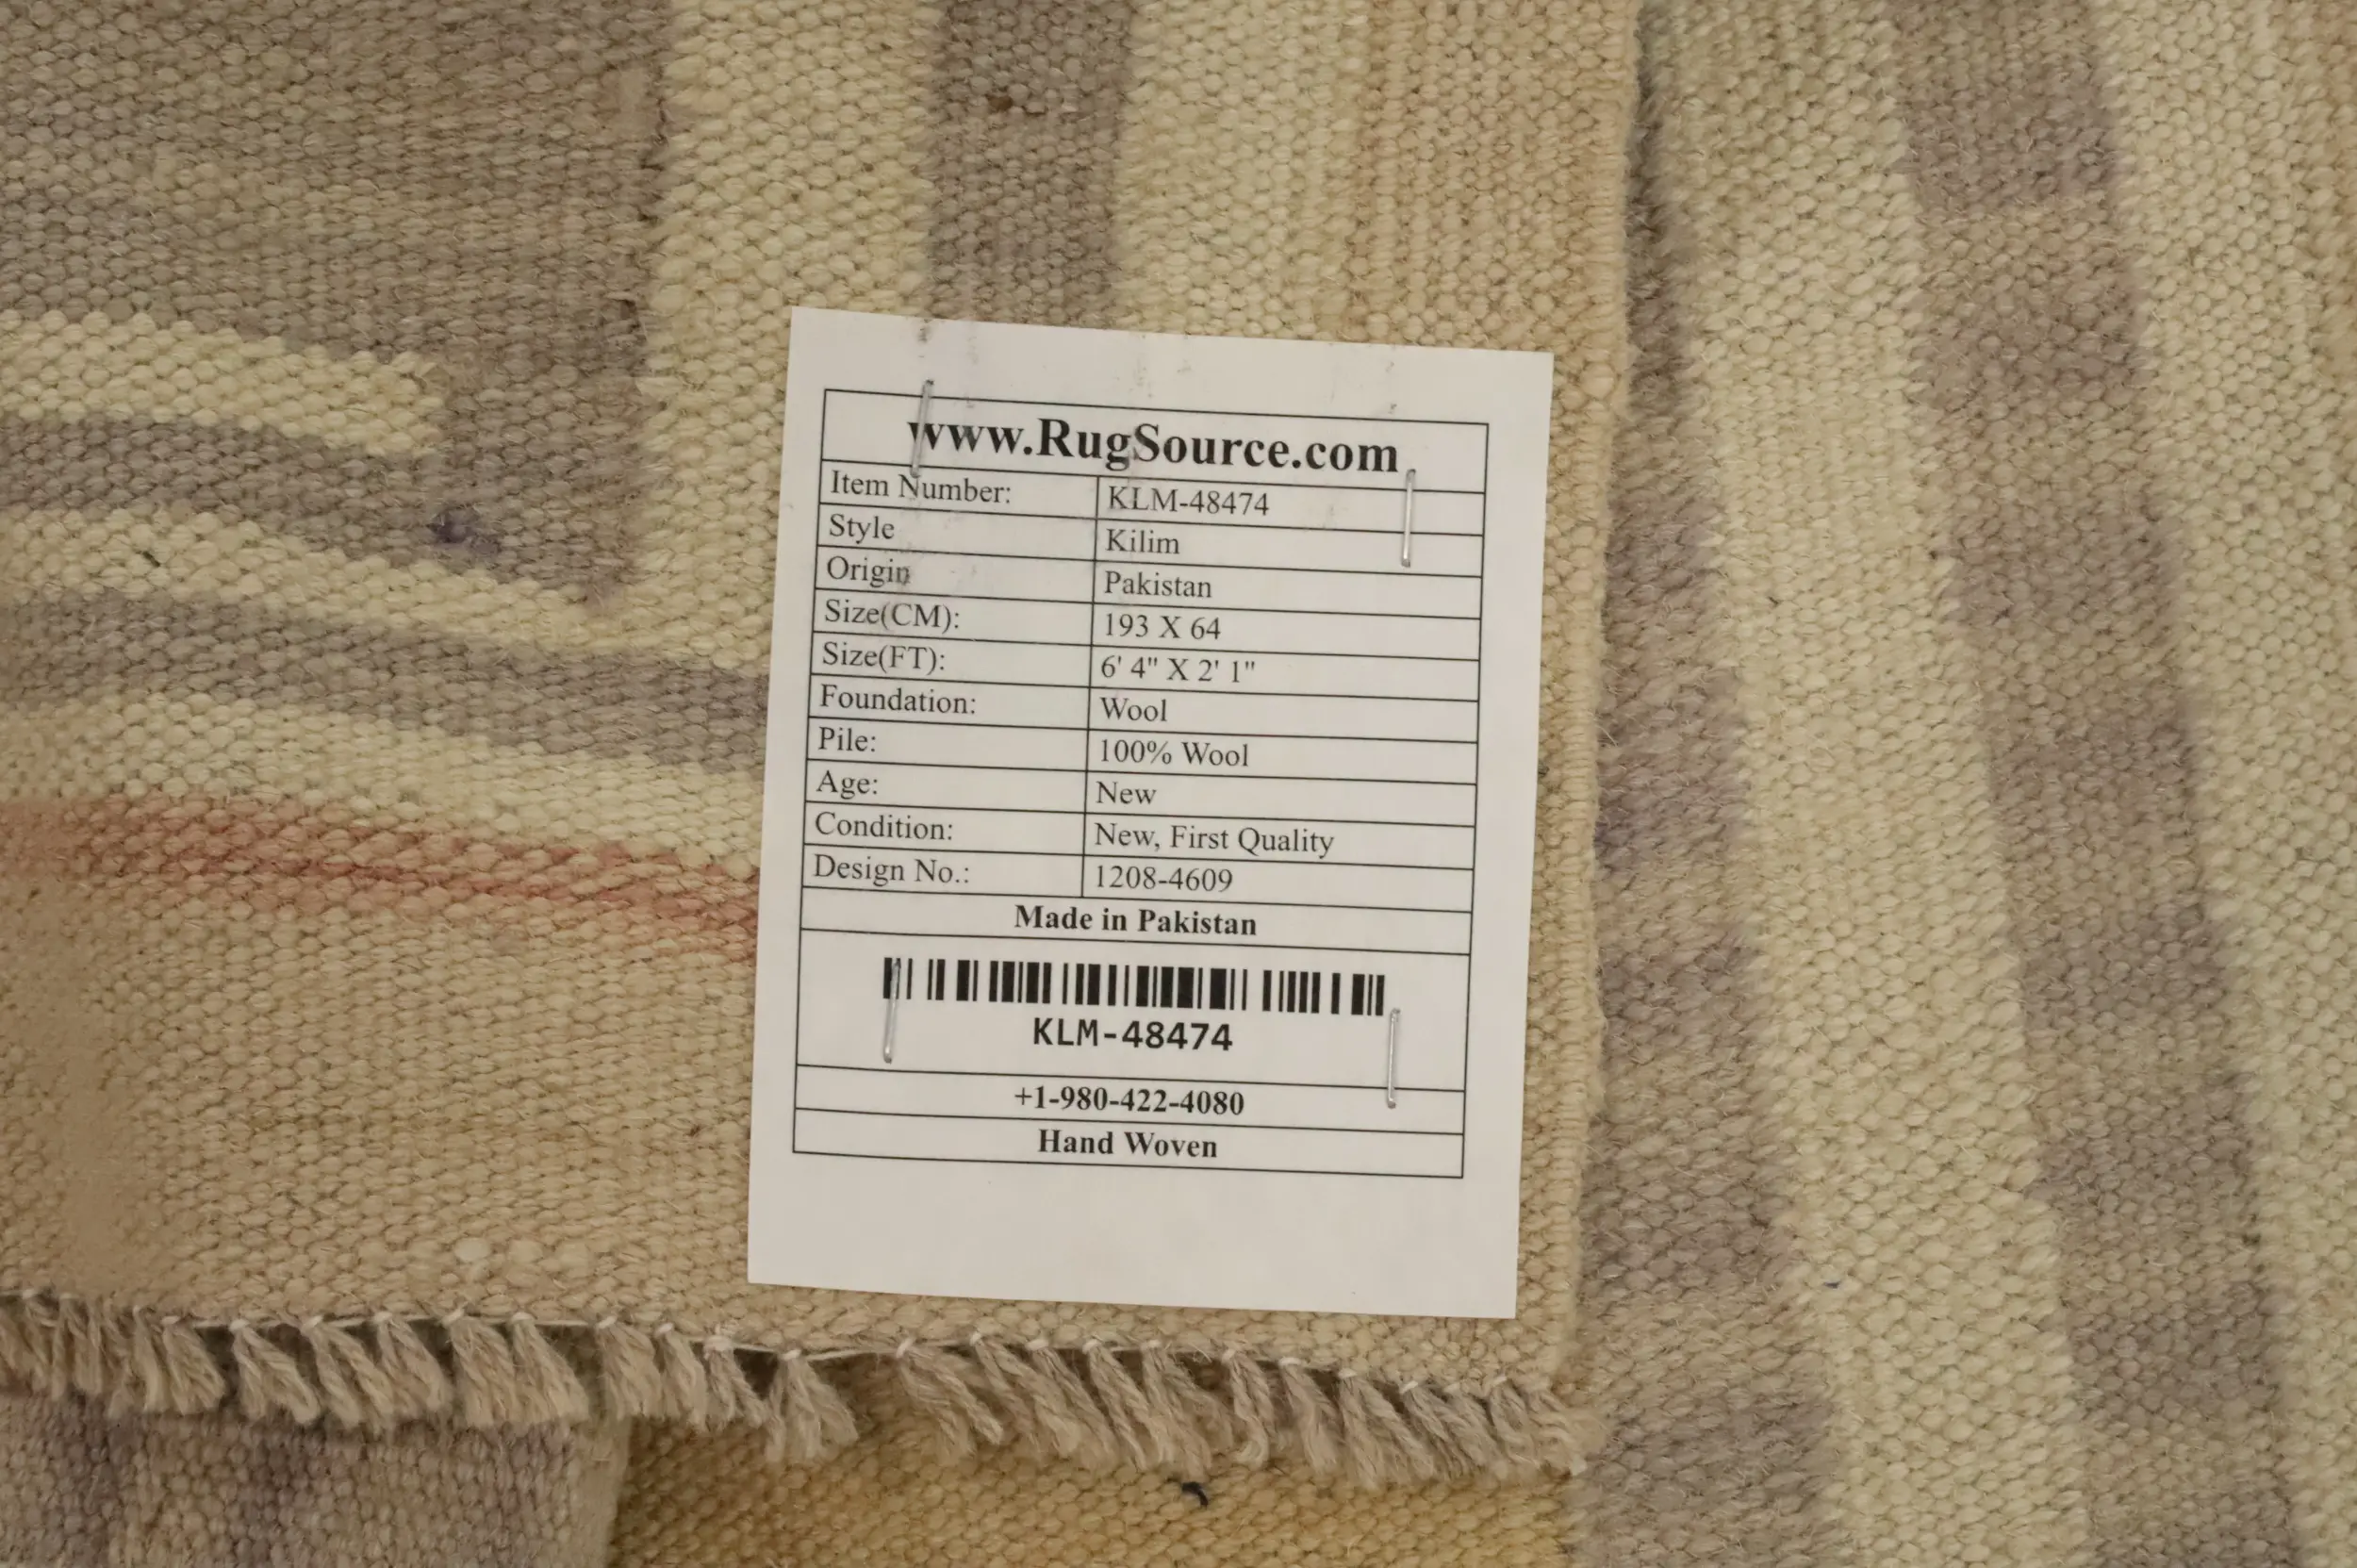 www.RugSource.com
Item Number: KLM-48474
Style Kilim
Origin Pakistan
Size(CM): 193 X 64
Size(FT): 6' 4" X 2' 1"
Foundation: Wool
Pile: 100% Wool
Age: New
Condition: New, First Quality
Design No.: 1208-4609
Made in Pakistan
KLM-48474
+1-980-422-4080
Hand Woven